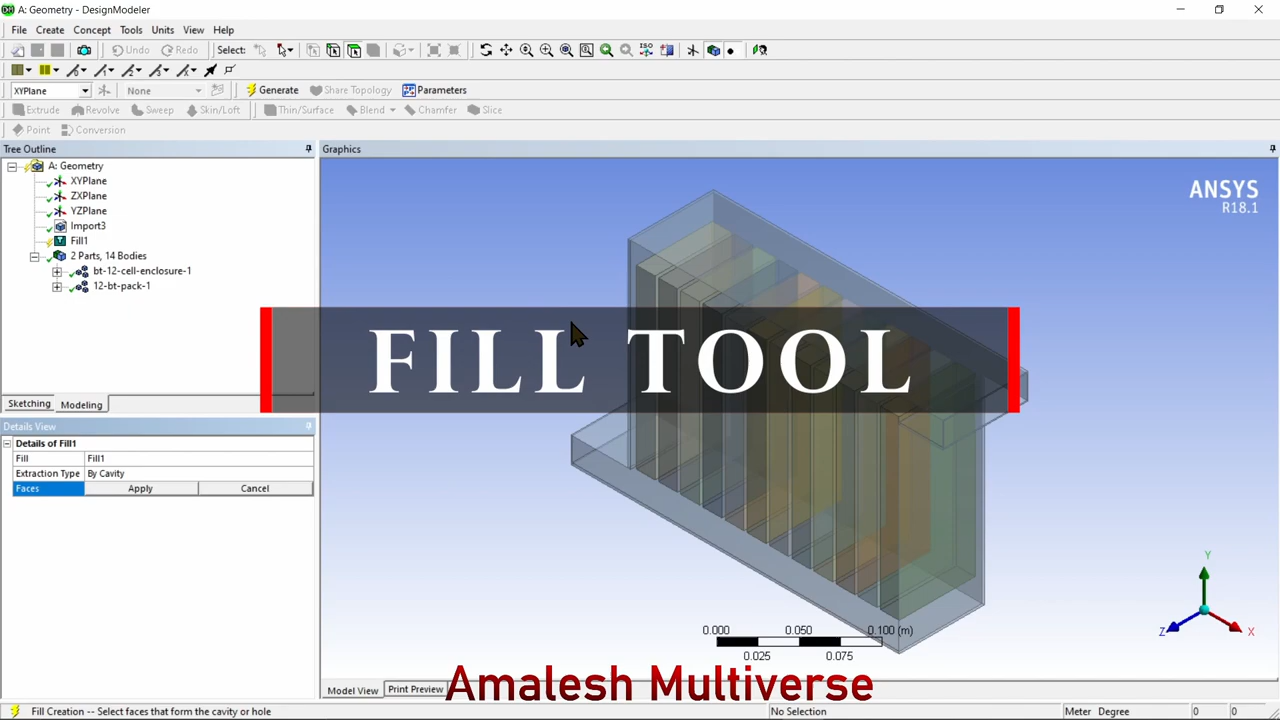 A: Geometry - DesignModeler
File Create Concept Tools Units View Help
Undo Redo Select:
XYPlane None Generate Share Topology Parameters
Extrude Revolve Sweep Skin/Loft Thin/Surface Blend Chamfer Slice
Point Conversion
Tree Outline
Graphics
A: Geometry
XYPlane
ZXPlane
YZPlane
Import3
Fill1
2 Parts, 14 Bodies
bt-12-cell-enclosure-1
12-bt-pack-1
ANSYS
R18.1
FILL TOOL
Sketching Modeling
Details View
Details of Fill1
Fill Fill1
Extraction Type By Cavity
Faces Apply Cancel
Y
Z X
0.000 0.050 0.100 (m)
0.025 0.075
Amalesh Multiverse
Model View Print Preview
Fill Creation -- Select faces that form the cavity or hole No Selection Meter Degree 0 0